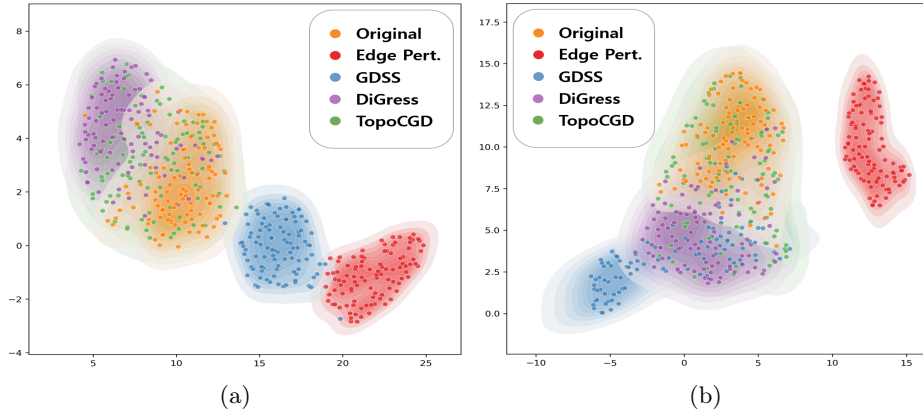 8
6
4
2
0
−2
−4
5
10
15
20
25
Original
Edge Pert.
GDSS
DiGress
TopoCGD
(a)
17.5
15.0
12.5
10.0
7.5
5.0
2.5
0.0
−10
−5
0
5
10
15
Original
Edge Pert.
GDSS
DiGress
TopoCGD
(b)